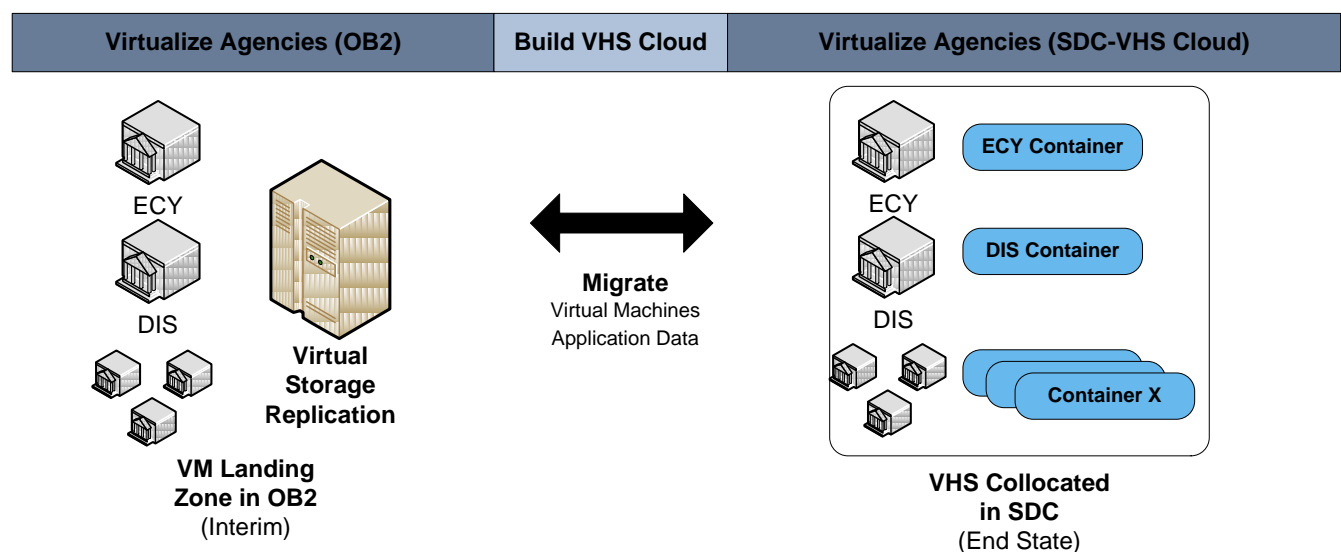 Virtualize Agencies (OB2)
Build VHS Cloud
Virtualize Agencies (SDC-VHS Cloud)
ECY
DIS
Virtual
Storage
Replication
VM Landing
Zone in OB2
(Interim)
Migrate
Virtual Machines
Application Data
ECY
ECY Container
DIS
DIS Container
Container X
VHS Collocated
in SDC
(End State)